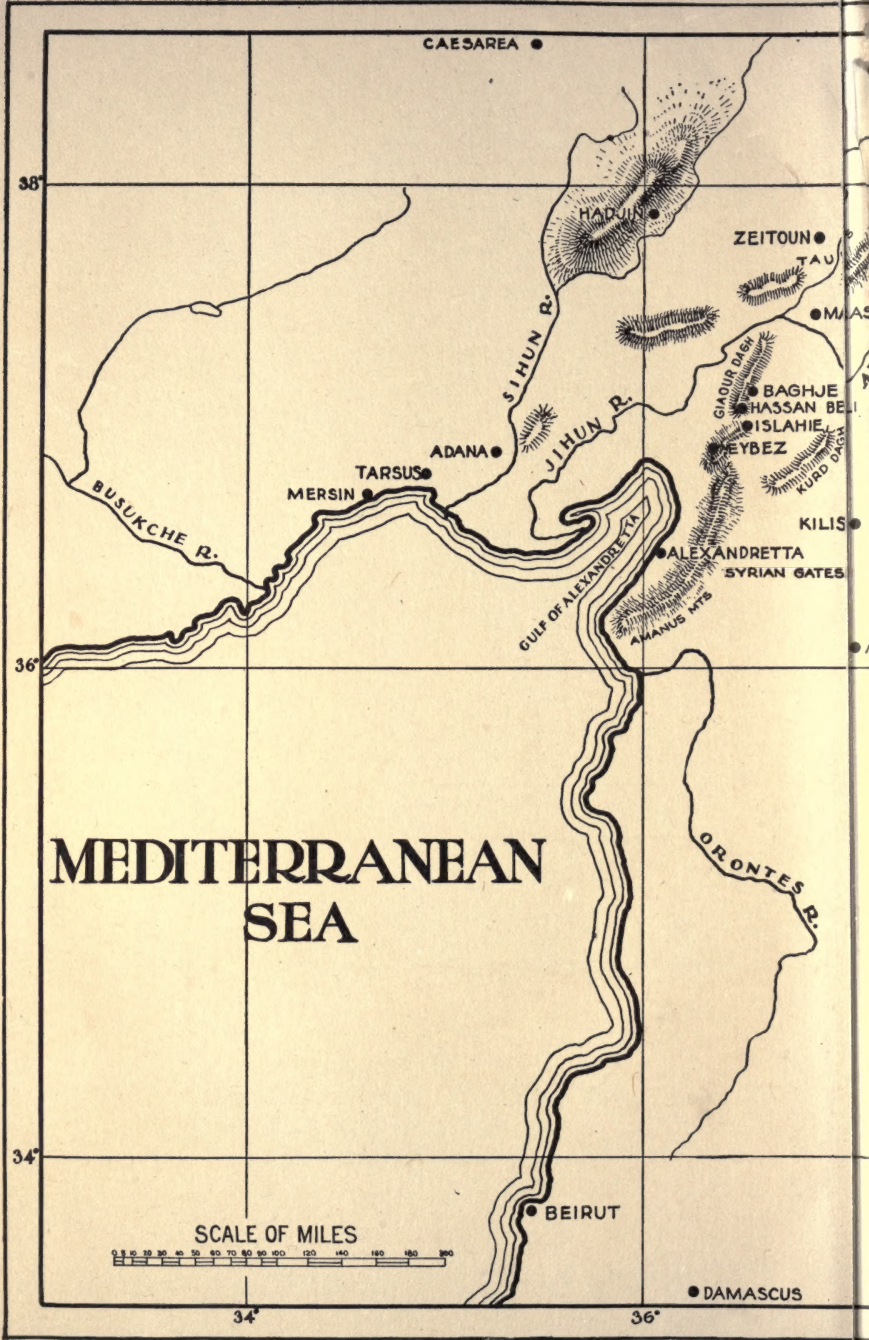 CAESAREA
38°
HADJIN
ZEITOUN
TAU
MAAS
SIHUN R.
GIAOUR DAGH
BAGHJE
HASSAN BELI
JIHUN R.
ISLAHIE
ADANA
EYBEZ
KURD DAGH
TARSUS
MERSIN
BUSUKCHE R.
KILIS
ALEXANDRETTA
SYRIAN GATES
GULF OF ALEXANDRETTA
AMANUS MTS
36°
MEDITERRANEAN
SEA
ORONTES R.
34°
BEIRUT
SCALE OF MILES
0 5 10 20 30 40 50 60 70 80 90 100 120 140 160 180 200
DAMASCUS
34°
36°